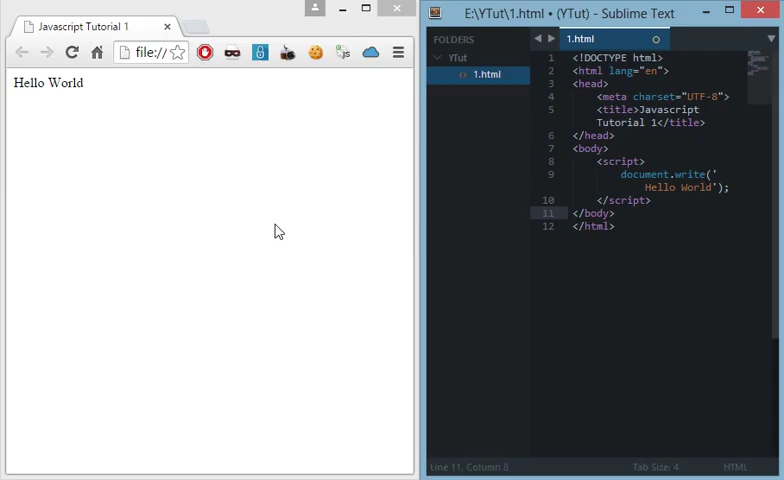 Javascript Tutorial 1
file://
Hello World
E:\YTut\1.html • (YTut) - Sublime Text
FOLDERS
YTut
<> 1.html
1.html
1 <!DOCTYPE html>
2 <html lang="en">
3 <head>
4 <meta charset="UTF-8">
5 <title>Javascript
Tutorial 1</title>
6 </head>
7 <body>
8 <script>
9 document.write('
Hello World');
10 </script>
11 </body>
12 </html>
Line 11, Column 8
Tab Size: 4
HTML